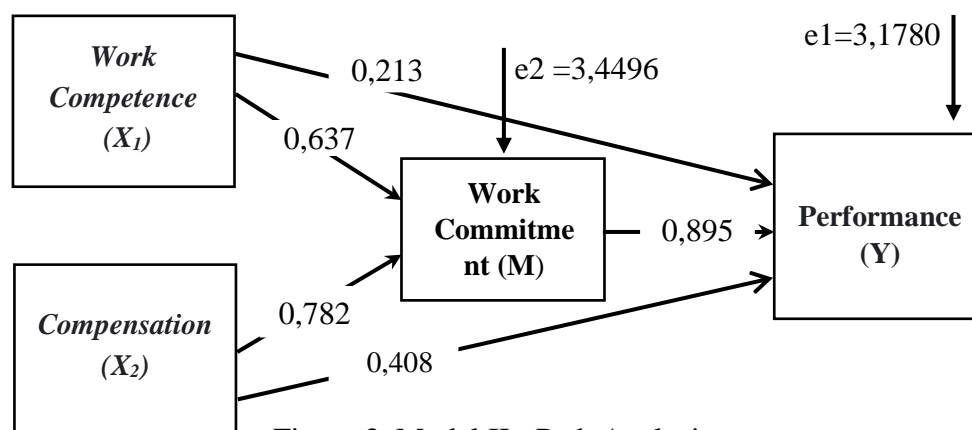 Work
Competence
(X1)
0,213
e2 =3,4496
e1=3,1780
0,637
Work
Commitme
nt (M)
0,895
Performance
(Y)
Compensation
(X2)
0,782
0,408